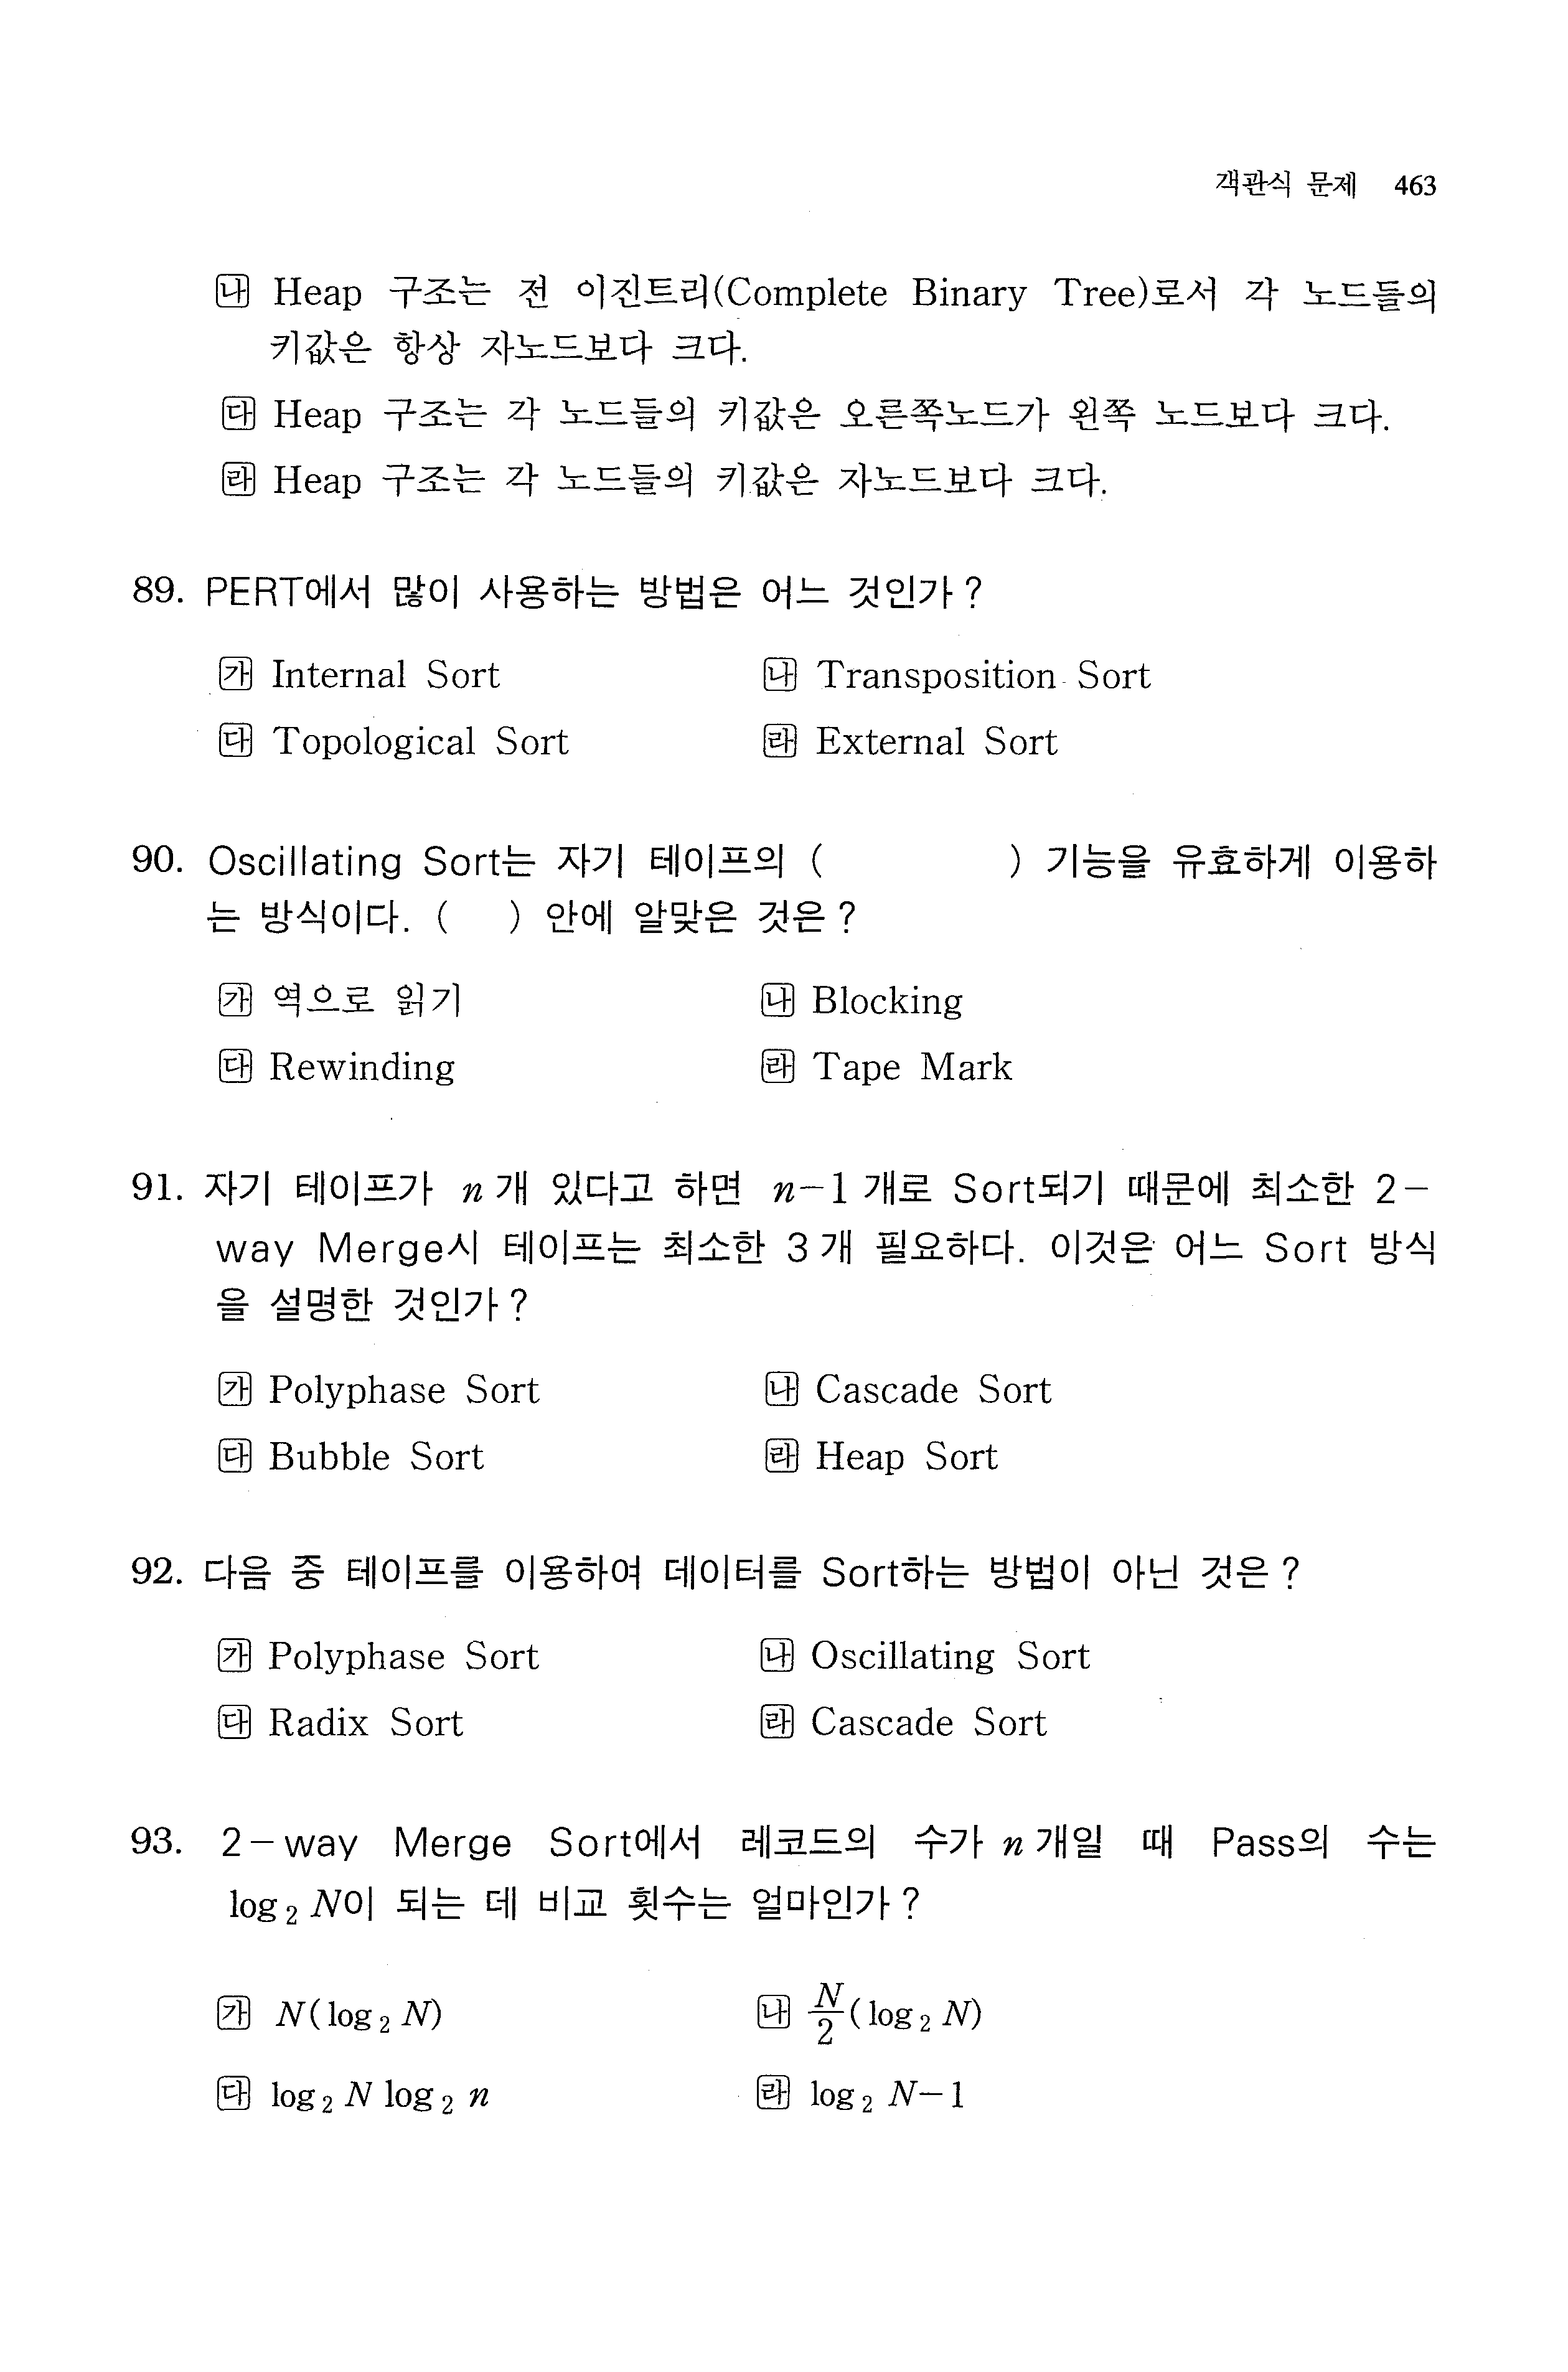 객관식 문제 463
㉯ Heap 구조는 전 이진트리(Complete Binary Tree)로서 각 노드들의
키값은 항상 자노드보다 크다.
㉰ Heap 구조는 각 노드들의 키값은 오른쪽노드가 왼쪽 노드보다 크다.
㉱ Heap 구조는 각 노드들의 키값은 자노드보다 크다.
89. PERT에서 많이 사용하는 방법은 어느 것인가?
㉮ Internal Sort ㉯ Transposition Sort
㉰ Topological Sort ㉱ External Sort
90. Oscillating Sort는 자기 테이프의 ( ) 기능을 유효하게 이용하
는 방식이다. ( ) 안에 알맞은 것은?
㉮ 역으로 읽기 ㉯ Blocking
㉰ Rewinding ㉱ Tape Mark
91. 자기 테이프가 n개 있다고 하면 n-1개로 Sort되기 때문에 최소한 2-
way Merge시 테이프는 최소한 3개 필요하다. 이것은 어느 Sort 방식
을 설명한 것인가?
㉮ Polyphase Sort ㉯ Cascade Sort
㉰ Bubble Sort ㉱ Heap Sort
92. 다음 중 테이프를 이용하여 데이터를 Sort하는 방법이 아닌 것은?
㉮ Polyphase Sort ㉯ Oscillating Sort
㉰ Radix Sort ㉱ Cascade Sort
93. 2-way Merge Sort에서 레코드의 수가 n개일 때 Pass의 수는
log₂ N이 되는 데 비교 횟수는 얼마인가?
㉮ N(log₂ N) ㉯ N/2(log₂ N)
㉰ log₂ N log₂ n ㉱ log₂ N-1